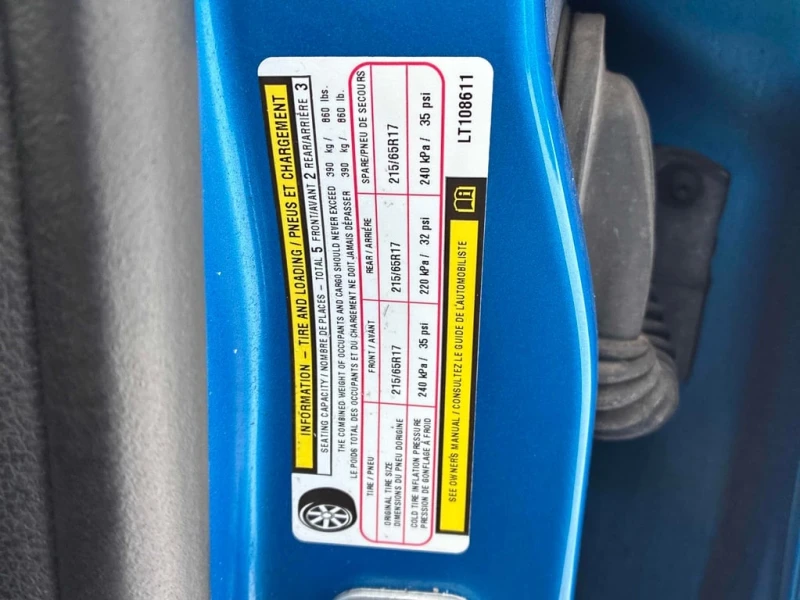 INFORMATION – TIRE AND LOADING / PNEUS ET CHARGEMENT
SEATING CAPACITY / NOMBRE DE PLACES – TOTAL 5 FRONT/AVANT 2 REAR/ARRIÈRE 3
THE COMBINED WEIGHT OF OCCUPANTS AND CARGO SHOULD NEVER EXCEED 390 kg / 860 lbs.
LE POIDS TOTAL DES OCCUPANTS ET DU CHARGEMENT NE DOIT JAMAIS DÉPASSER 390 kg / 860 lb.
TIRE / PNEU FRONT / AVANT REAR / ARRIÈRE SPARE/PNEU DE SECOURS
ORIGINAL TIRE SIZE
DIMENSIONS DU PNEU DORIGINE 215/65R17 215/65R17 215/65R17
COLD TIRE INFLATION PRESSURE
PRESSION DE GONFLAGE À FROID 240 kPa / 35 psi 220 kPa / 32 psi 240 kPa / 35 psi
SEE OWNERS MANUAL / CONSULTEZ LE GUIDE DE L'AUTOMOBILISTE
LT108611